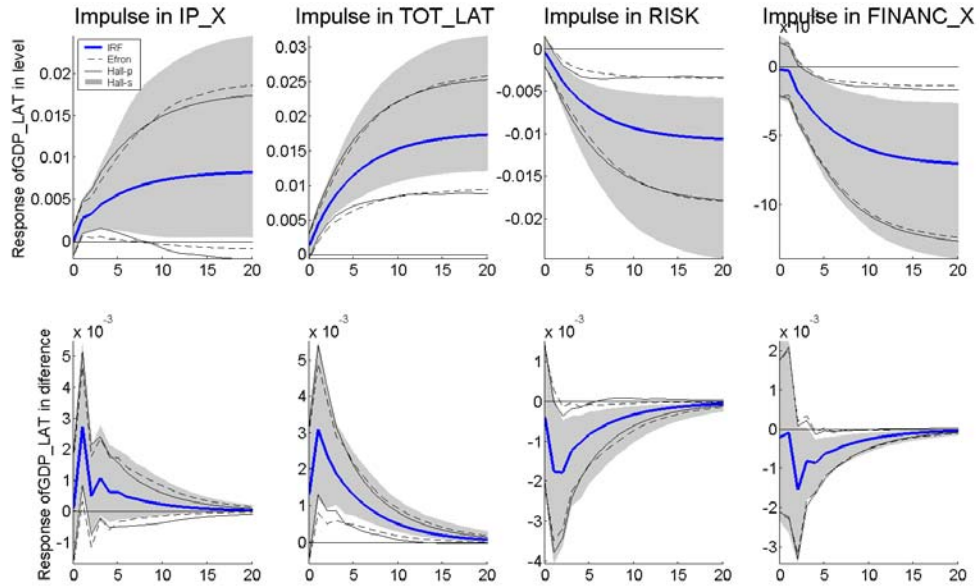 Impulse in IP_X
Impulse in TOT_LAT
Impulse in RISK
Impulse in FINANC_X
Response ofGDP_LAT in level
IRF
Efron
Hall-p
Hall-s
0.02
0.015
0.01
0.005
0
0 5 10 15 20
0.03
0.025
0.02
0.015
0.01
0.005
0
0 5 10 15 20
0
-0.005
-0.01
-0.015
-0.02
0 5 10 15 20
x 10
0
-5
-10
0 5 10 15 20
Response ofGDP_LAT in diference
x 10 -3
5
4
3
2
1
0
-1
0 5 10 15 20
x 10 -3
5
4
3
2
1
0
0 5 10 15 20
x 10 -3
1
0
-1
-2
-3
-4
0 5 10 15 20
x 10 -3
2
1
0
-1
-2
-3
0 5 10 15 20